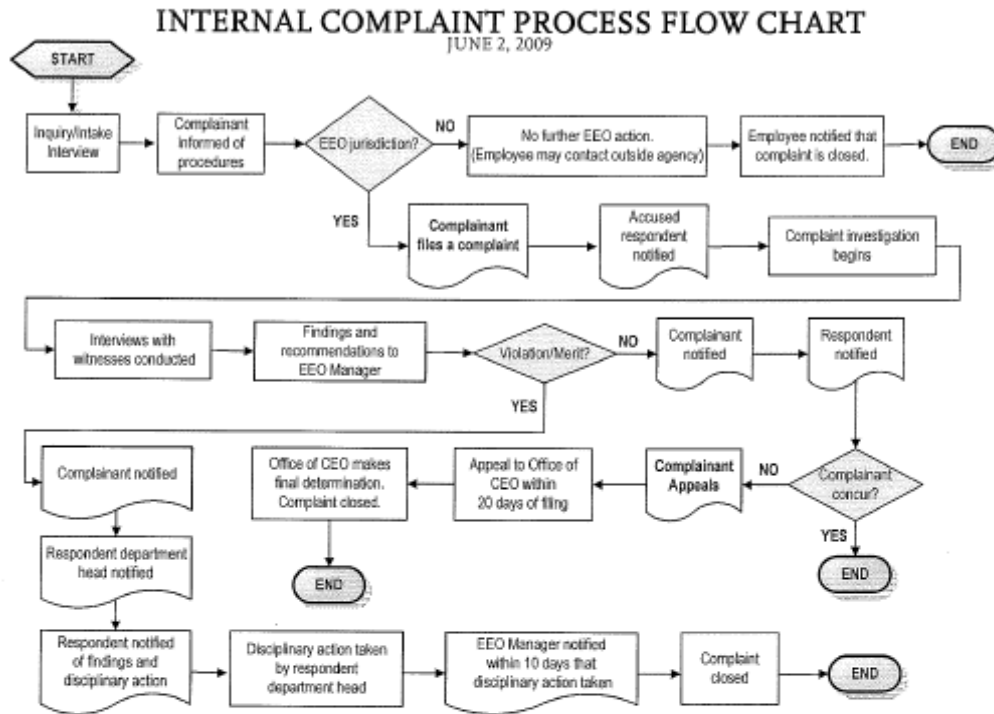 INTERNAL COMPLAINT PROCESS FLOW CHART
JUNE 2, 2009
START
Inquiry/Intake
Interview
Complainant
informed of
procedures
EEO jurisdiction?
NO
No further EEO action.
(Employee may contact outside agency)
Employee notified that
complaint is closed.
END
YES
Complainant
files a complaint
Accused
respondent
notified
Complaint investigation
begins
Interviews with
witnesses conducted
Findings and
recommendations to
EEO Manager
Violation/Merit?
NO
Complainant
notified
Respondent
notified
YES
Complainant
concur?
NO
Complainant
Appeals
Appeal to Office of
CEO within
20 days of filing
Office of CEO makes
final determination.
Complaint closed.
END
YES
END
Complainant notified
Respondent department
head notified
Respondent notified
of findings and
disciplinary action
Disciplinary action taken
by respondent
department head
EEO Manager notified
within 10 days that
disciplinary action taken
Complaint
closed
END